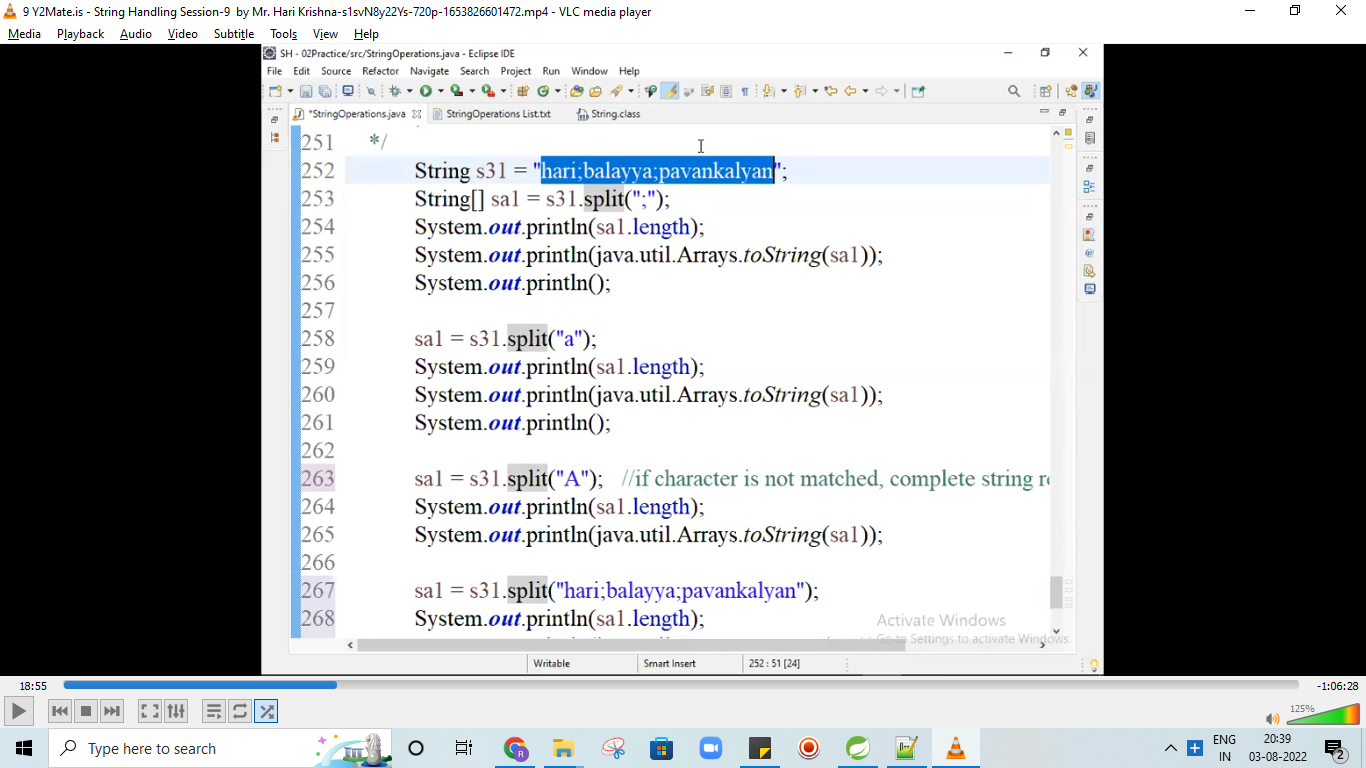 9 Y2Mate.is - String Handling Session-9 by Mr. Hari Krishna-s1svN8y22Ys-720p-1653826601472.mp4 - VLC media player
Media Playback Audio Video Subtitle Tools View Help
SH - 02Practice/src/StringOperations.java - Eclipse IDE
File Edit Source Refactor Navigate Search Project Run Window Help
*StringOperations.java StringOperations List.txt String.class
251 */
252 String s31 = "hari;balayya;pavankalyan";
253 String[] sa1 = s31.split(";");
254 System.out.println(sa1.length);
255 System.out.println(java.util.Arrays.toString(sa1));
256 System.out.println();
257
258 sa1 = s31.split("a");
259 System.out.println(sa1.length);
260 System.out.println(java.util.Arrays.toString(sa1));
261 System.out.println();
262
263 sa1 = s31.split("A"); //if character is not matched, complete string
264 System.out.println(sa1.length);
265 System.out.println(java.util.Arrays.toString(sa1));
266
267 sa1 = s31.split("hari;balayya;pavankalyan");
268 System.out.println(sa1.length);
Activate Windows
Go to Settings to activate Windows.
Writable Smart Insert 252 : 51 [24]
18:55 -1:06:28
125%
Type here to search
ENG 20:39
IN 03-08-2022 2